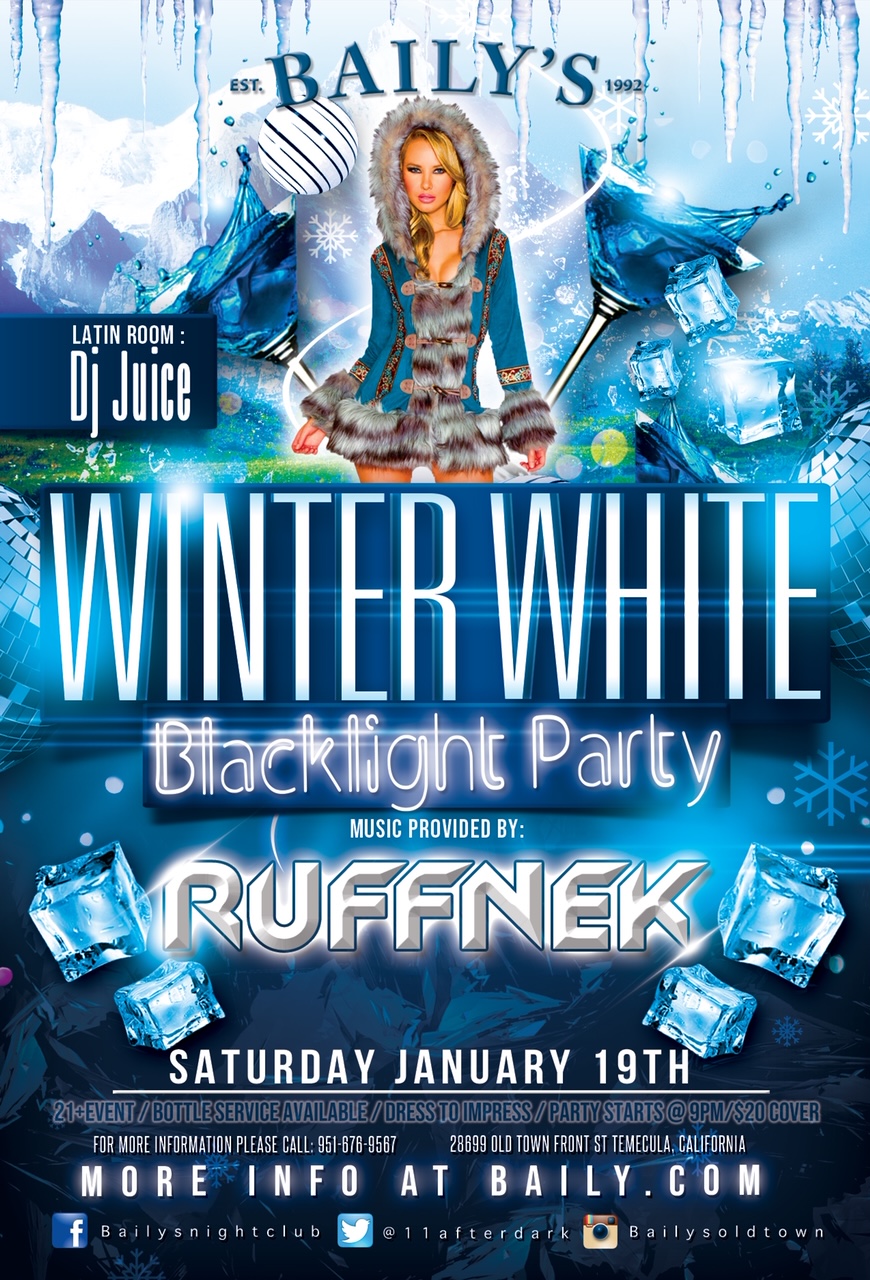 EST. BAILY'S 1992
LATIN ROOM :
Dj Juice
WINTER WHITE
Blacklight Party
MUSIC PROVIDED BY:
RUFFNEK
SATURDAY JANUARY 19TH
21+EVENT / BOTTLE SERVICE AVAILABLE / DRESS TO IMPRESS / PARTY STARTS @ 9PM/$20 COVER
FOR MORE INFORMATION PLEASE CALL: 951-676-9567
28699 OLD TOWN FRONT ST TEMECULA, CALIFORNIA
MORE INFO AT BAILY.COM
f Bailysnightclub @11afterdark Bailysoldtown